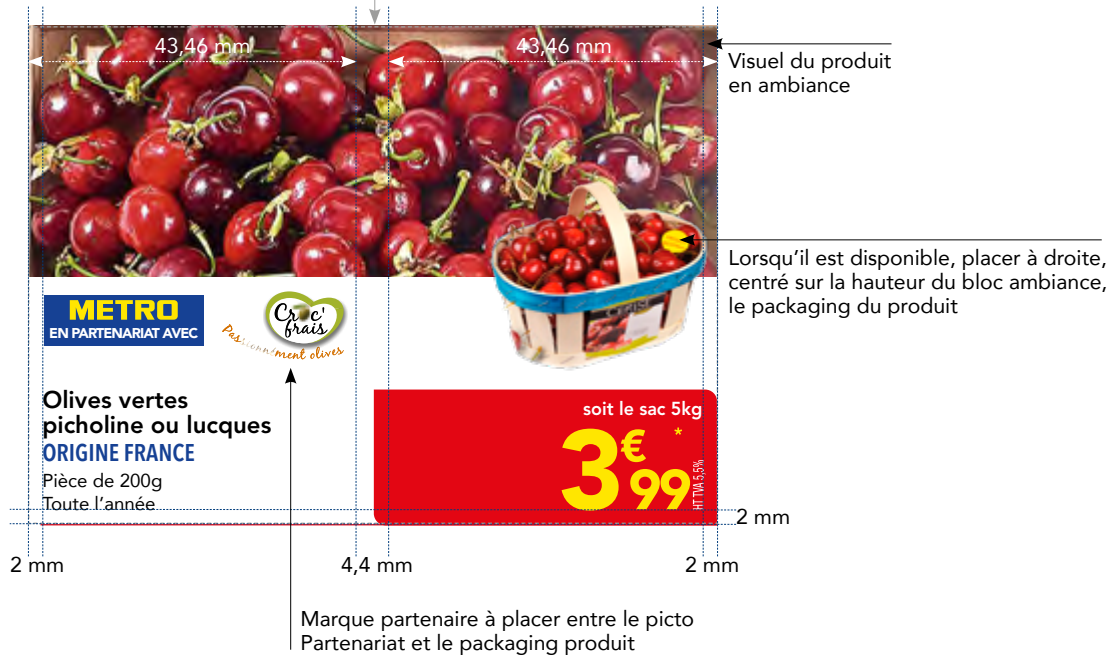 43,46 mm
43,46 mm
Visuel du produit
en ambiance
Lorsqu'il est disponible, placer à droite,
centré sur la hauteur du bloc ambiance,
le packaging du produit
METRO
EN PARTENARIAT AVEC
Croc'
frais
Passionnément olives
Olives vertes
picholine ou lucques
ORIGINE FRANCE
Pièce de 200g
Toute l'année
soit le sac 5kg
3€99 *
HT TVA 5,5%
2 mm
2 mm
4,4 mm
2 mm
Marque partenaire à placer entre le picto
Partenariat et le packaging produit